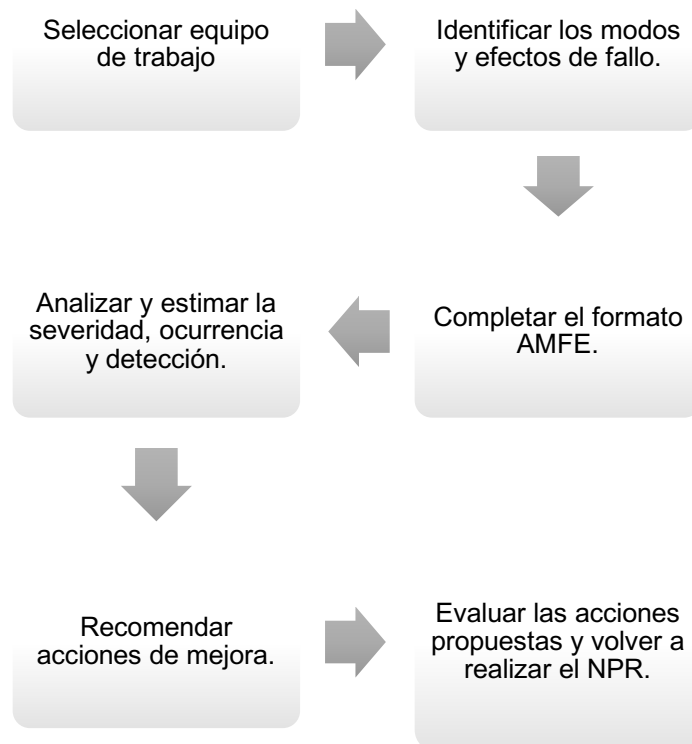 Seleccionar equipo
de trabajo
Identificar los modos
y efectos de fallo.
Completar el formato
AMFE.
Analizar y estimar la
severidad, ocurrencia
y detección.
Recomendar
acciones de mejora.
Evaluar las acciones
propuestas y volver a
realizar el NPR.